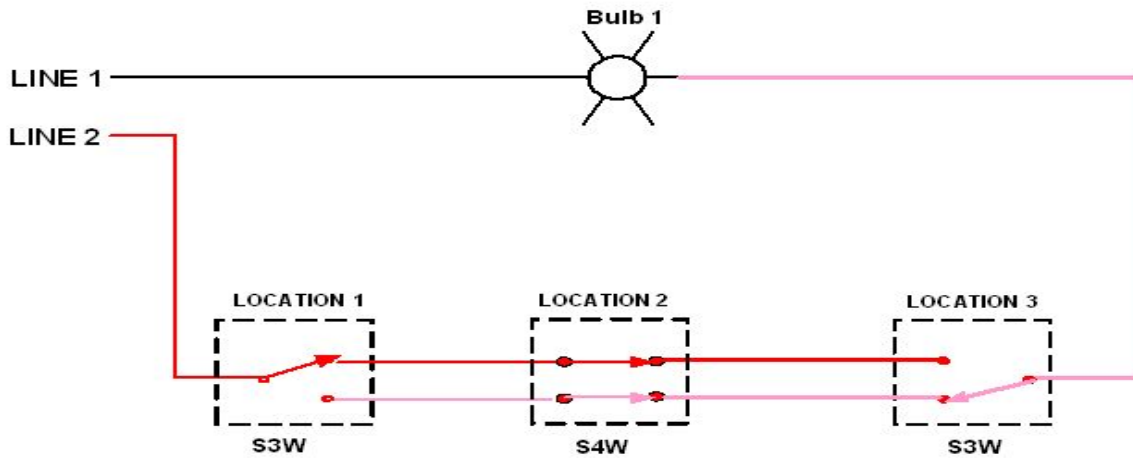 Bulb 1
LINE 1
LINE 2
LOCATION 1
LOCATION 2
LOCATION 3
S3W
S4W
S3W